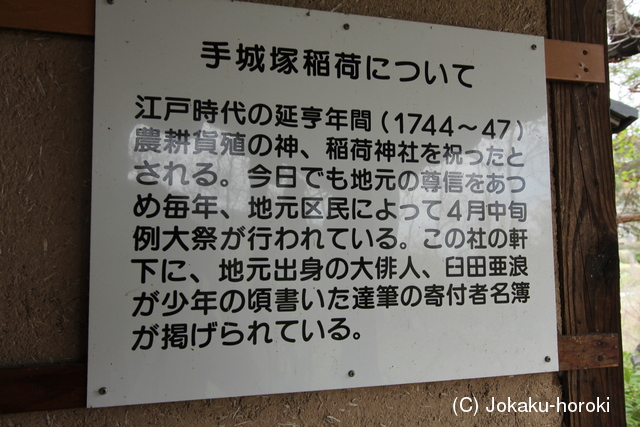 手城塚稲荷について
江戸時代の延享年間（1744～47）
農耕貨殖の神、稲荷神社を祝ったと
される。今日でも地元の尊信をあつ
め毎年、地元区民によって４月中旬
例大祭が行われている。この社の軒
下に、地元出身の大俳人、臼田亜浪
が少年の頃書いた達筆の寄付者名簿
が掲げられている。
(C) Jokaku-horoki